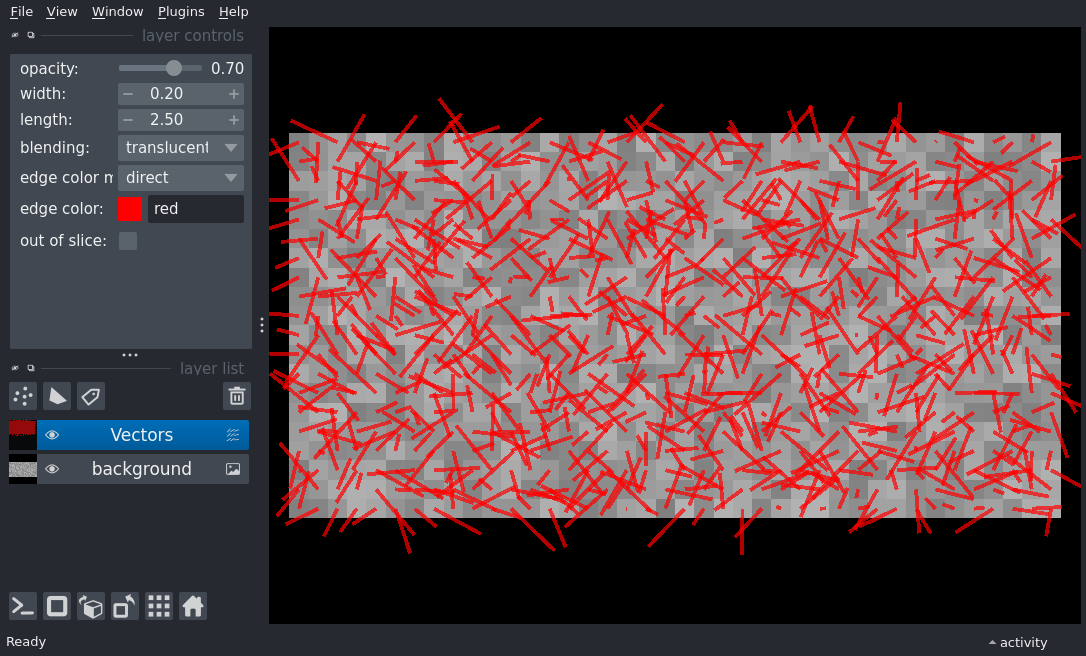 File View Window Plugins Help
layer controls
opacity: 0.70
width: − 0.20 +
length: − 2.50 +
blending: translucent
edge color m direct
edge color: red
out of slice:
layer list
Vectors
background
Ready
activity